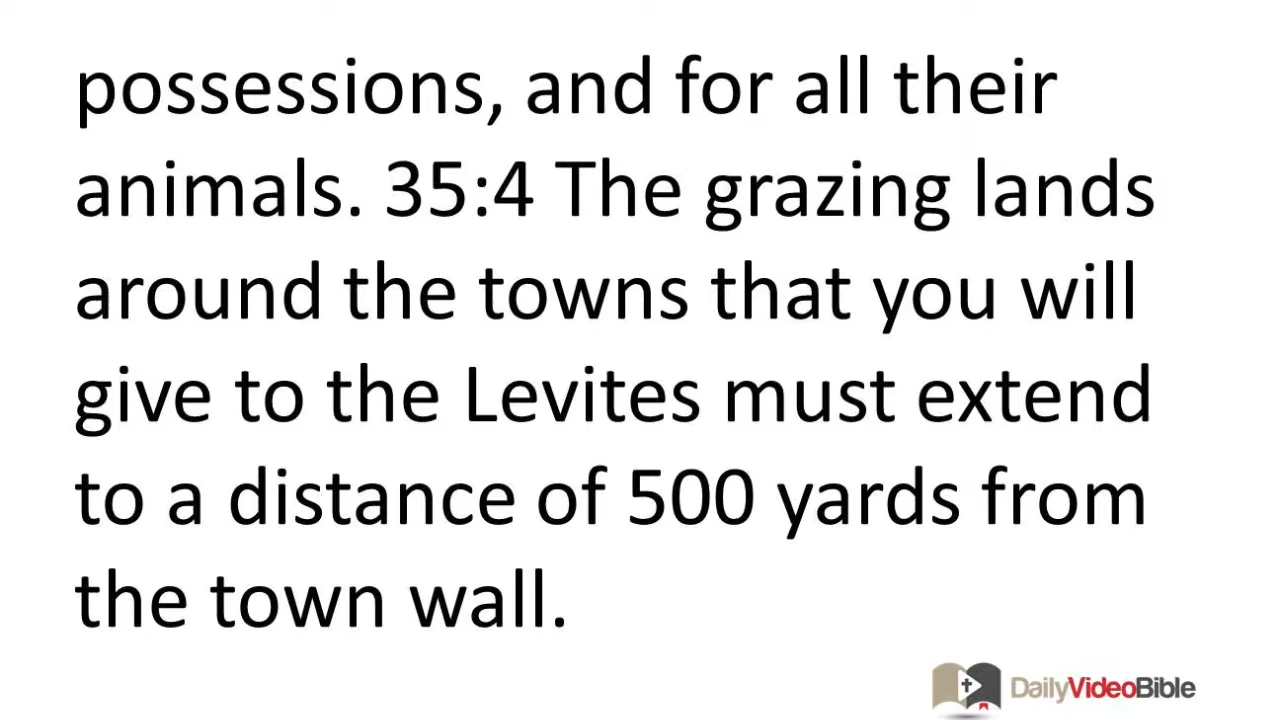 possessions, and for all their
animals. 35:4 The grazing lands
around the towns that you will
give to the Levites must extend
to a distance of 500 yards from
the town wall.
DailyVideoBible